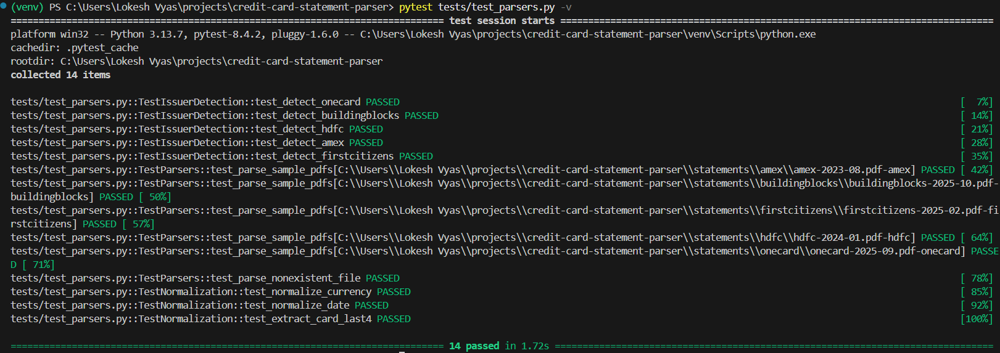 (venv) PS C:\Users\Lokesh Vyas\projects\credit-card-statement-parser> pytest tests/test_parsers.py -v
============================================================================== test session starts ==============================================================================
platform win32 -- Python 3.13.7, pytest-8.4.2, pluggy-1.6.0 -- C:\Users\Lokesh Vyas\projects\credit-card-statement-parser\venv\Scripts\python.exe
cachedir: .pytest_cache
rootdir: C:\Users\Lokesh Vyas\projects\credit-card-statement-parser
collected 14 items
tests/test_parsers.py::TestIssuerDetection::test_detect_onecard PASSED [  7%]
tests/test_parsers.py::TestIssuerDetection::test_detect_buildingblocks PASSED [ 14%]
tests/test_parsers.py::TestIssuerDetection::test_detect_hdfc PASSED [ 21%]
tests/test_parsers.py::TestIssuerDetection::test_detect_amex PASSED [ 28%]
tests/test_parsers.py::TestIssuerDetection::test_detect_firstcitizens PASSED [ 35%]
tests/test_parsers.py::TestParsers::test_parse_sample_pdfs[C:\\Users\\Lokesh Vyas\\projects\\credit-card-statement-parser\\statements\\amex\\amex-2023-08.pdf-amex] PASSED [ 42%]
tests/test_parsers.py::TestParsers::test_parse_sample_pdfs[C:\\Users\\Lokesh Vyas\\projects\\credit-card-statement-parser\\statements\\buildingblocks\\buildingblocks-2025-10.pdf-
buildingblocks] PASSED [ 50%]
tests/test_parsers.py::TestParsers::test_parse_sample_pdfs[C:\\Users\\Lokesh Vyas\\projects\\credit-card-statement-parser\\statements\\firstcitizens\\firstcitizens-2025-02.pdf-fi
rstcitizens] PASSED [ 57%]
tests/test_parsers.py::TestParsers::test_parse_sample_pdfs[C:\\Users\\Lokesh Vyas\\projects\\credit-card-statement-parser\\statements\\hdfc\\hdfc-2024-01.pdf-hdfc] PASSED [ 64%]
tests/test_parsers.py::TestParsers::test_parse_sample_pdfs[C:\\Users\\Lokesh Vyas\\projects\\credit-card-statement-parser\\statements\\onecard\\onecard-2025-09.pdf-onecard] PASSE
D [ 71%]
tests/test_parsers.py::TestParsers::test_parse_nonexistent_file PASSED [ 78%]
tests/test_parsers.py::TestNormalization::test_normalize_currency PASSED [ 85%]
tests/test_parsers.py::TestNormalization::test_normalize_date PASSED [ 92%]
tests/test_parsers.py::TestNormalization::test_extract_card_last4 PASSED [100%]
============================================================================== 14 passed in 1.72s ===============================================================================